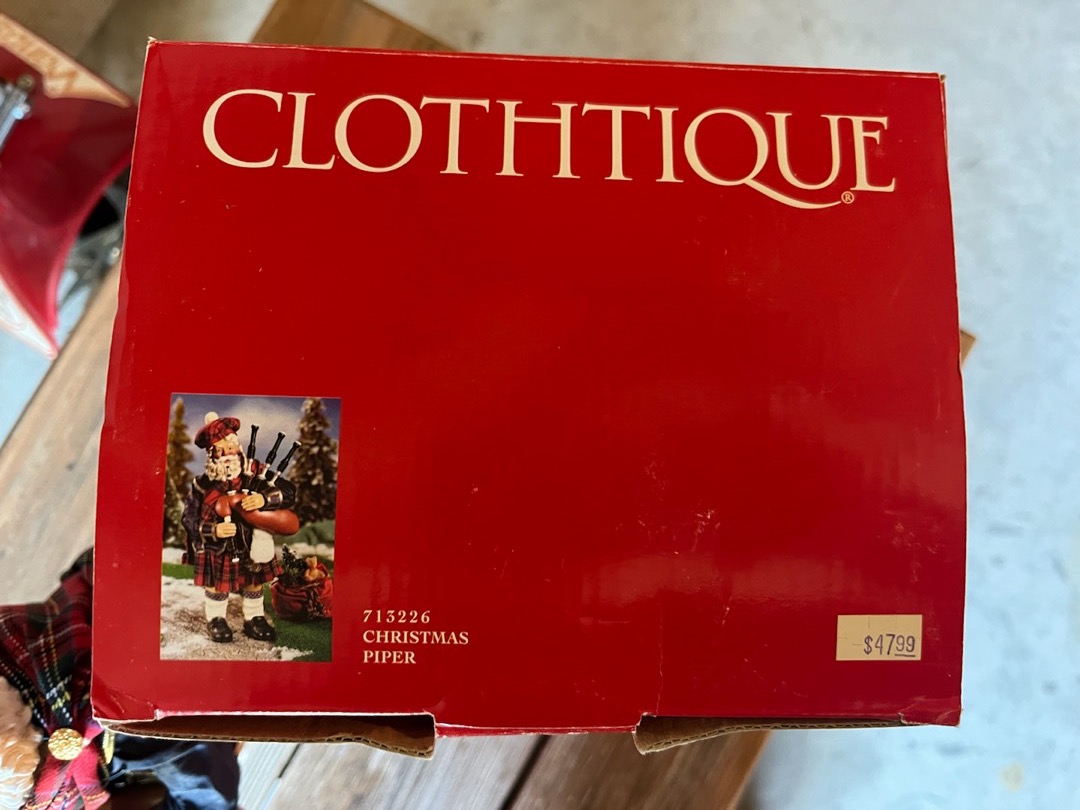 CLOTHTIQUE®
713226
CHRISTMAS
PIPER
$4799